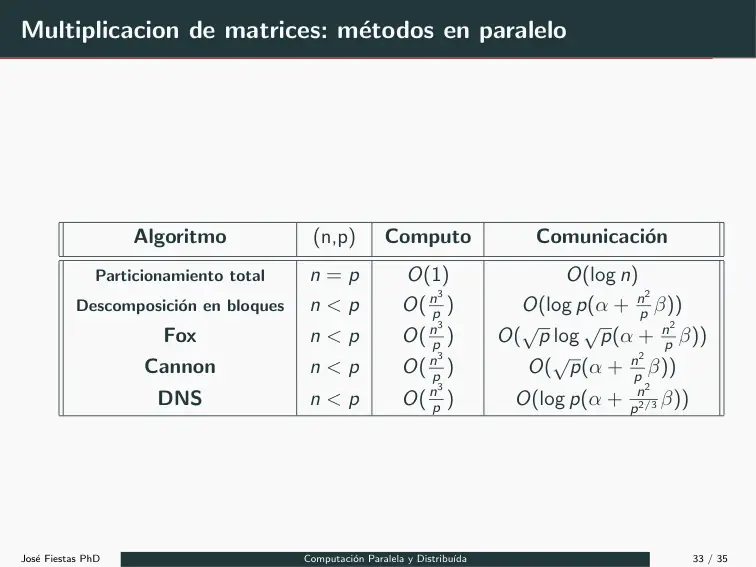 Multiplicacion de matrices: métodos en paralelo
Algoritmo (n,p) Computo Comunicación
Particionamiento total n = p O(1) O(log n)
Descomposición en bloques n < p O(n³/p) O(log p(α + n²/p β))
Fox n < p O(n³/p) O(√p log √p(α + n²/p β))
Cannon n < p O(n³/p) O(√p(α + n²/p β))
DNS n < p O(n³/p) O(log p(α + n²/p^{2/3} β))
José Fiestas PhD Computación Paralela y Distribuída 33 / 35